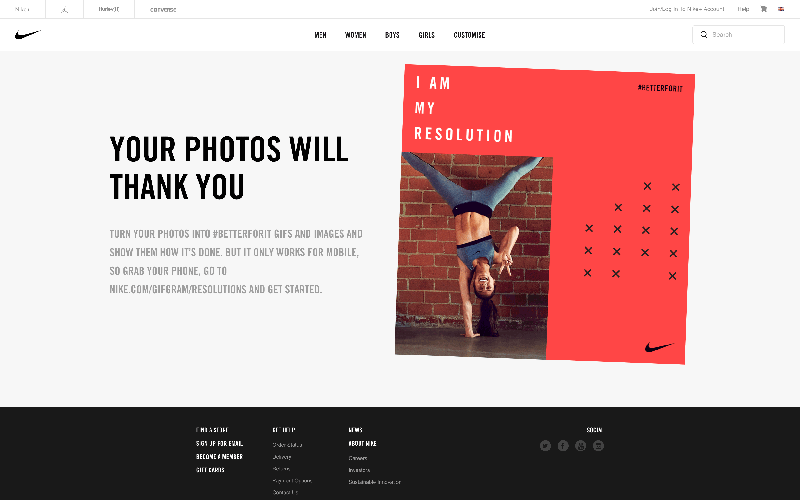 Hurley
CONVERSE
Join/Log In To Nike+ Account
Help
MEN
WOMEN
BOYS
GIRLS
CUSTOMISE
Search
YOUR PHOTOS WILL
THANK YOU
TURN YOUR PHOTOS INTO #BETTERFORIT GIFS AND IMAGES AND
SHOW THEM HOW IT'S DONE. BUT IT ONLY WORKS FOR MOBILE,
SO GRAB YOUR PHONE, GO TO
NIKE.COM/GIFGRAM/RESOLUTIONS AND GET STARTED.
I AM
MY
RESOLUTION
#BETTERFORIT
FIND A STORE
SIGN UP FOR EMAIL
BECOME A MEMBER
GIFT CARDS
GET HELP
Order Status
Delivery
Returns
Payment Options
Contact Us
NEWS
ABOUT NIKE
Careers
Investors
Sustainable Innovation
SOCIAL